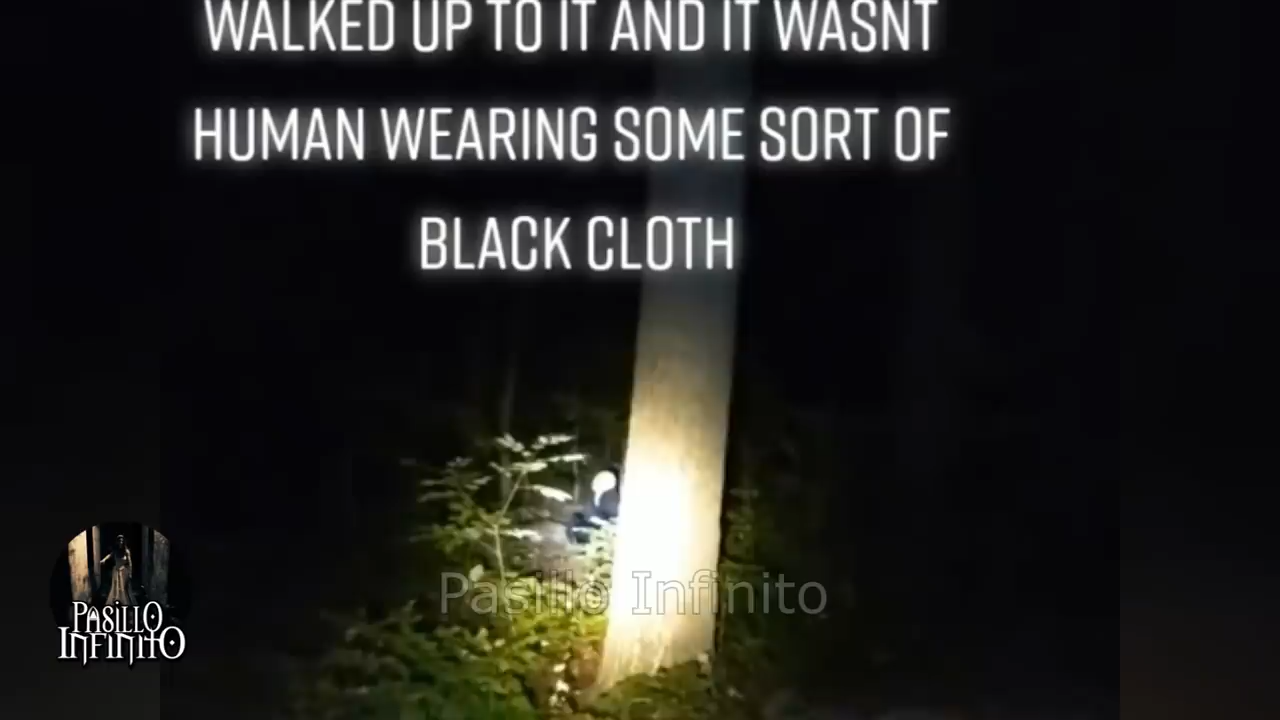 WALKED UP TO IT AND IT WASNT
HUMAN WEARING SOME SORT OF
BLACK CLOTH
Pasillo Infinito
PASILLO
INFINITO